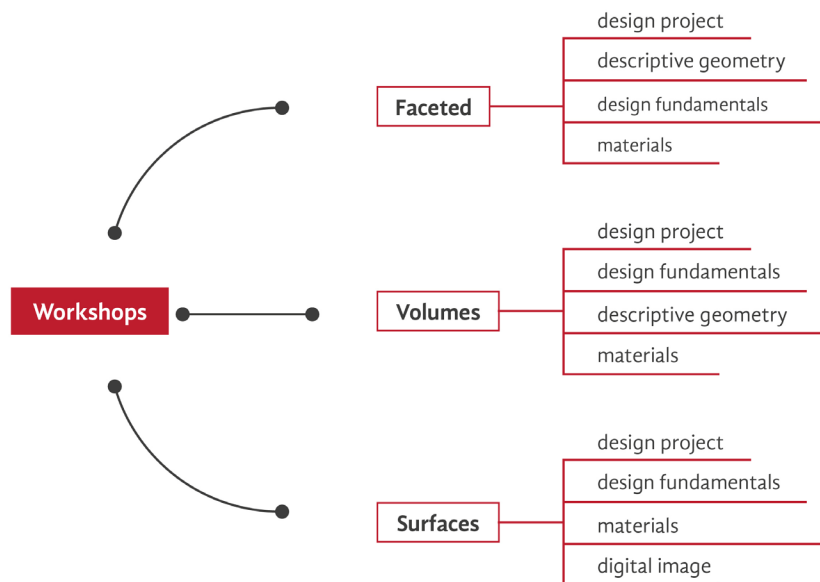 Workshops
Faceted
design project
descriptive geometry
design fundamentals
materials
Volumes
design project
design fundamentals
descriptive geometry
materials
Surfaces
design project
design fundamentals
materials
digital image